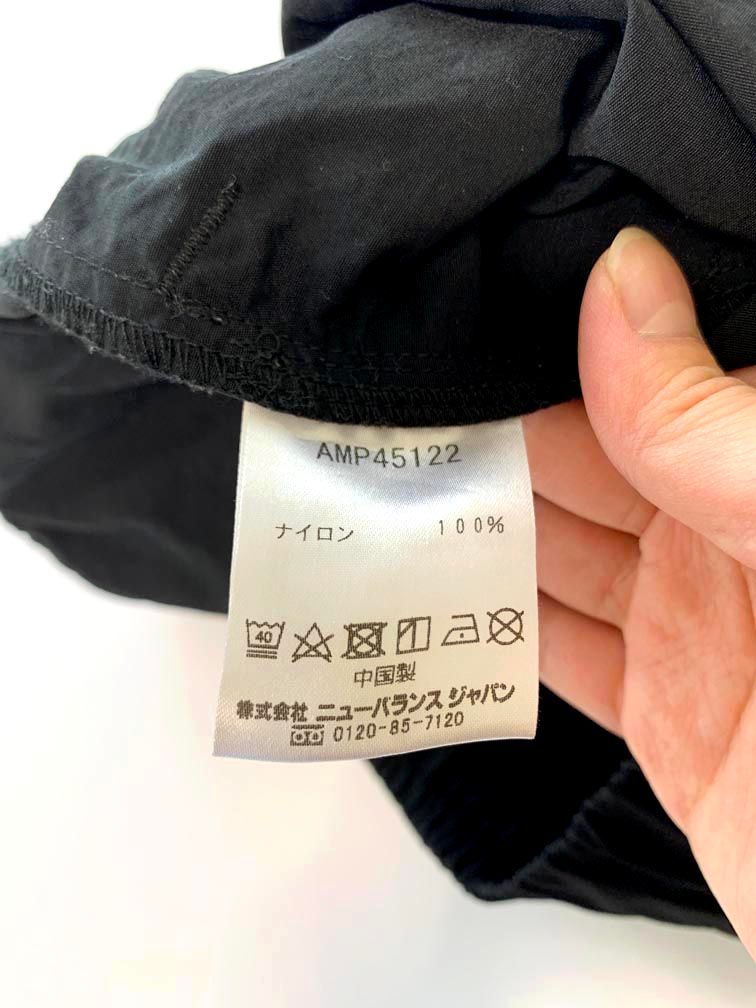 AMP45122
ナイロン 100%
40
中国製
株式会社 ニューバランス ジャパン
0120-85-7120